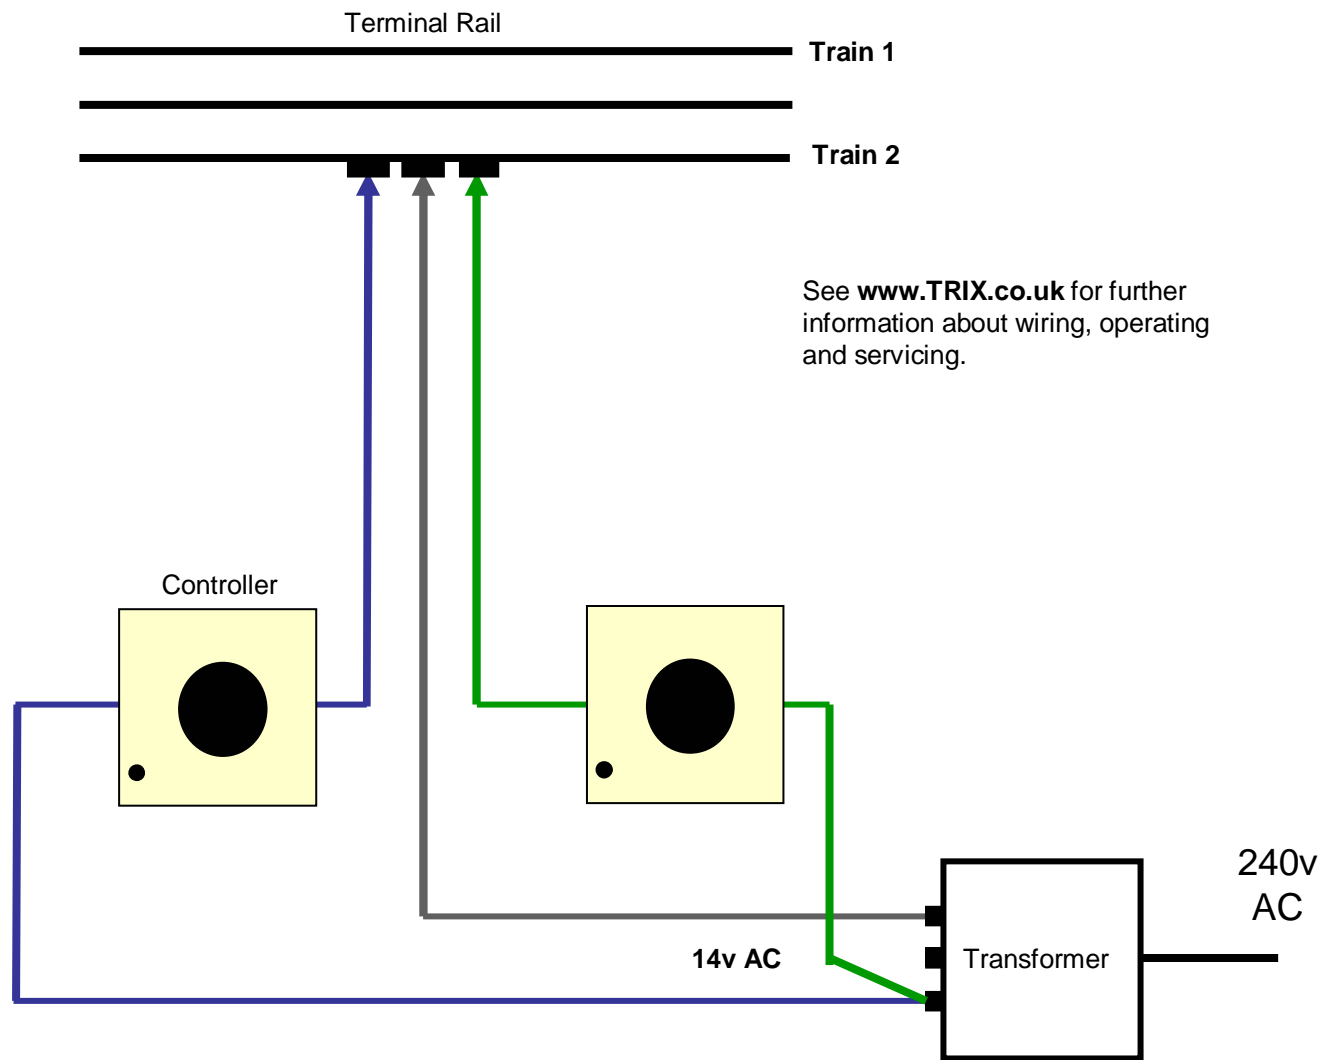 Terminal Rail
Train 1
Train 2
See www.TRIX.co.uk for further
information about wiring, operating
and servicing.
Controller
240v
AC
14v AC
Transformer